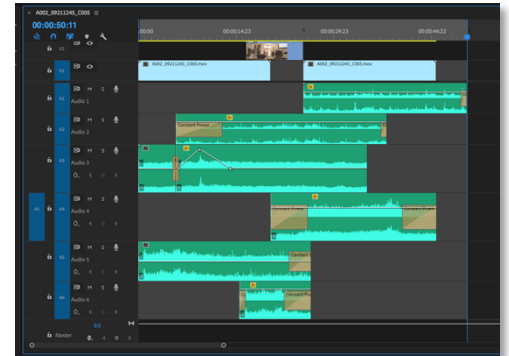 A002_09211245_C005
00:00:50:11
:00:00
00:00:14:23
00:00:29:23
00:00:44:22
V2
V1
A002_09211245_C005.mov
A002_09211245_C005.mov
A1
M
S
Audio 1
A2
M
S
Audio 2
Constant Power
A3
M
S
Audio 3
A1
A4
M
S
Audio 4
Constant Power
Constant Power
A5
M
S
Audio 5
Constant
A6
M
S
Audio 6
Constant Po
0.0
Master